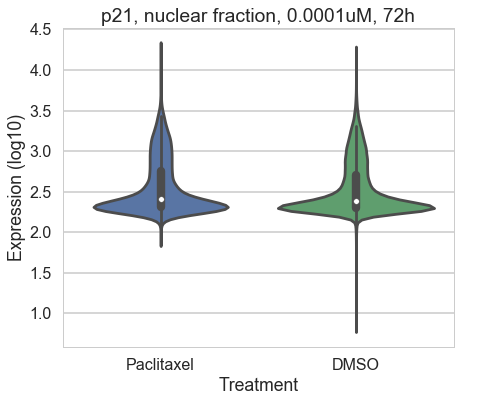 p21, nuclear fraction, 0.0001uM, 72h
4.5
4.0
3.5
3.0
2.5
2.0
1.5
1.0
Expression (log10)
Paclitaxel DMSO
Treatment